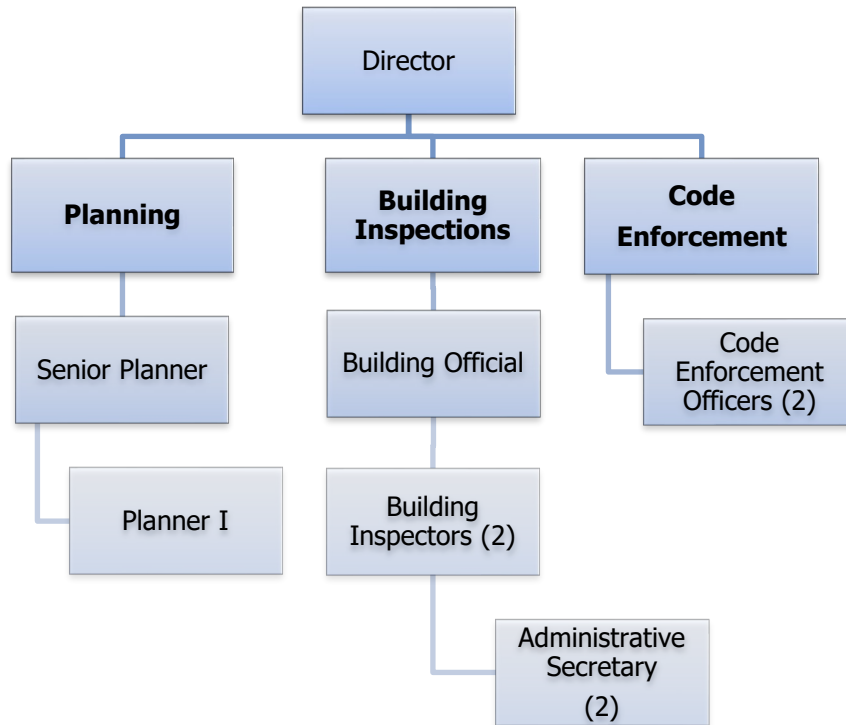 Director
Planning
Building
Inspections
Code
Enforcement
Senior Planner
Building Official
Code
Enforcement
Officers (2)
Planner I
Building
Inspectors (2)
Administrative
Secretary
(2)